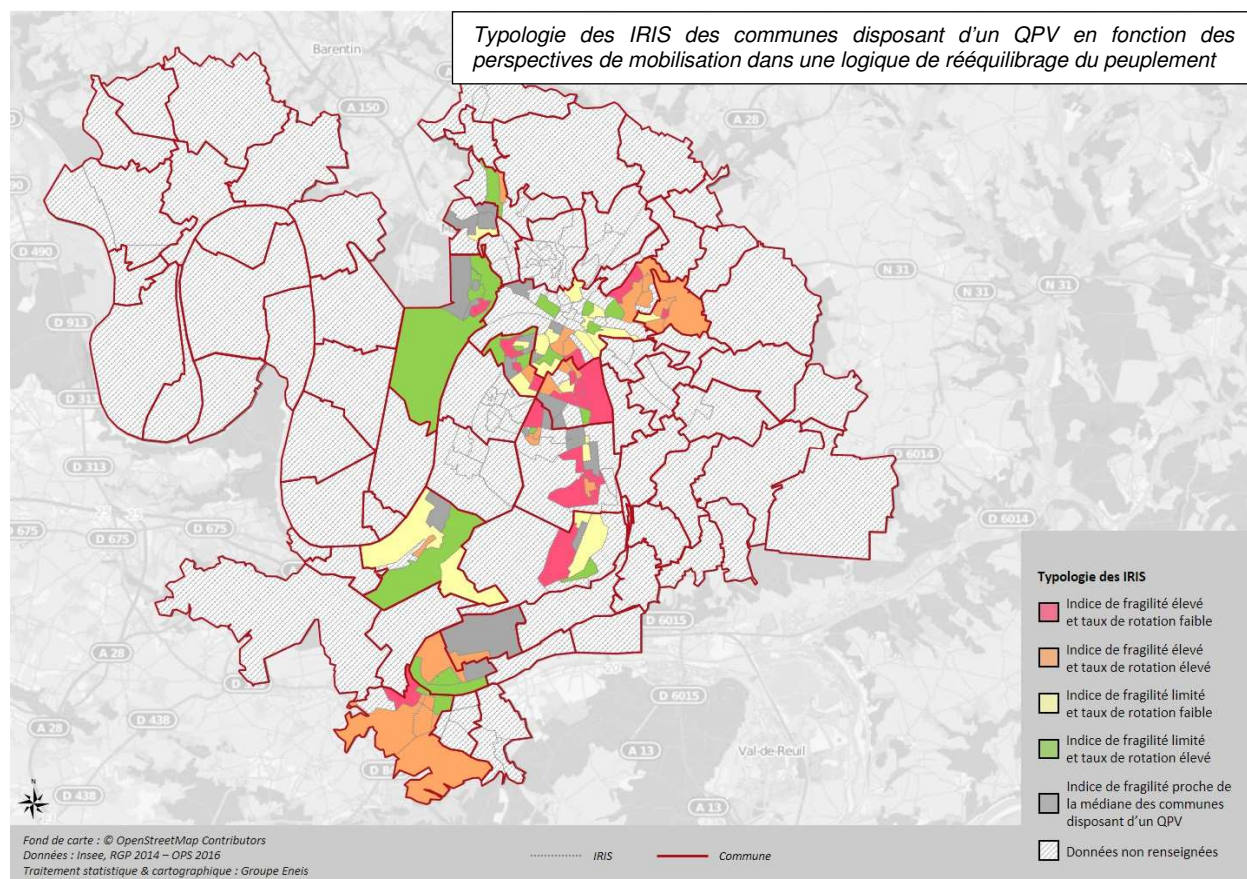 Typologie des IRIS des communes disposant d'un QPV en fonction des
perspectives de mobilisation dans une logique de rééquilibrage du peuplement
Barentin
A 150
A 28
D 490
N 31
N 31
D 913
D 313
D 313
D 6014
D 675
D 675
D 675
D 6014
D 6015
A 28
D 6015
D 438
A 28
A 13
Val-de-Reuil
D 438
A 13
Typologie des IRIS
Indice de fragilité élevé
et taux de rotation faible
Indice de fragilité élevé
et taux de rotation élevé
Indice de fragilité limité
et taux de rotation faible
Indice de fragilité limité
et taux de rotation élevé
Indice de fragilité proche de
la médiane des communes
disposant d'un QPV
Données non renseignées
N
Fond de carte : © OpenStreetMap Contributors
Données : Insee, RGP 2014 – OPS 2016
Traitement statistique & cartographique : Groupe Eneis
IRIS
Commune